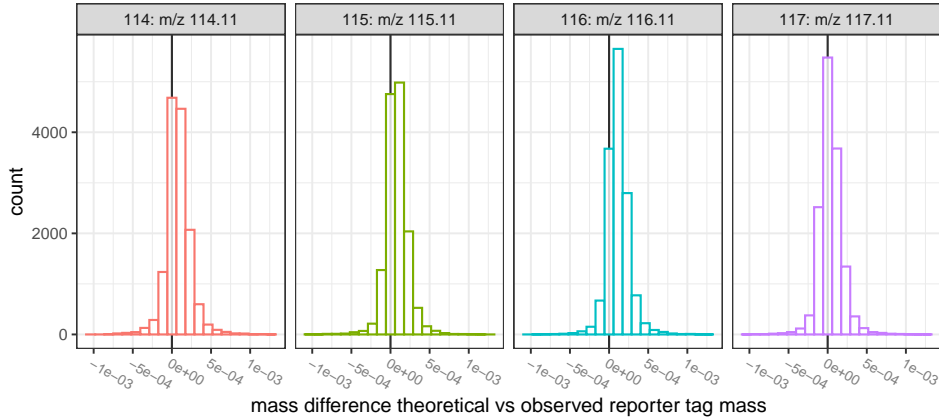 114: m/z 114.11 115: m/z 115.11 116: m/z 116.11 117: m/z 117.11
count
4000
2000
0
−1e−03 −5e−04 0e+00 5e−04 1e−03 −1e−03 −5e−04 0e+00 5e−04 1e−03 −1e−03 −5e−04 0e+00 5e−04 1e−03 −1e−03 −5e−04 0e+00 5e−04 1e−03
mass difference theoretical vs observed reporter tag mass